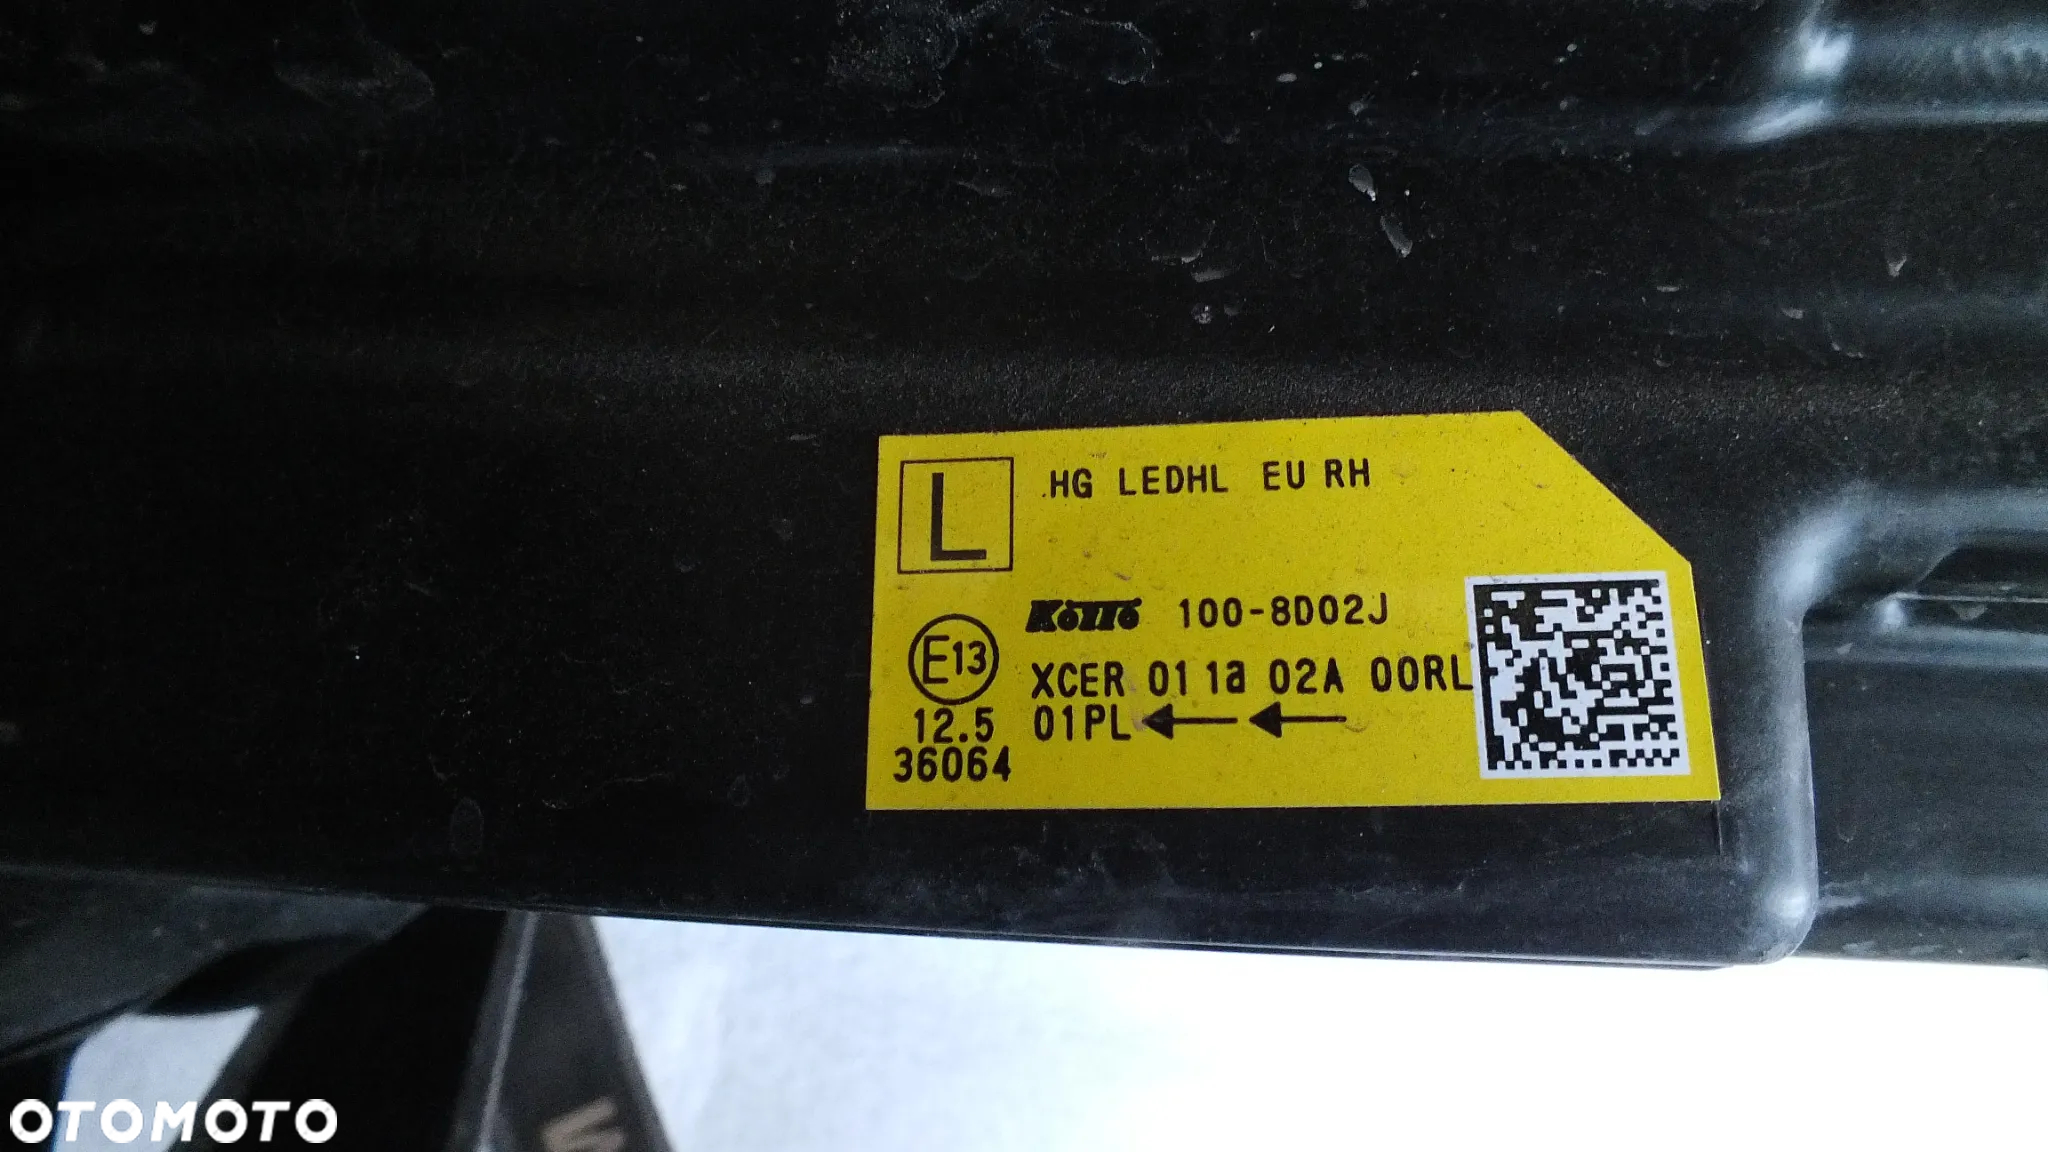 L
HG LEDHL EU RH
KOITO 100-8D02J
E13
XCER 01 1a 02A 00RL
12.5 01PL
36064
OTOMOTO